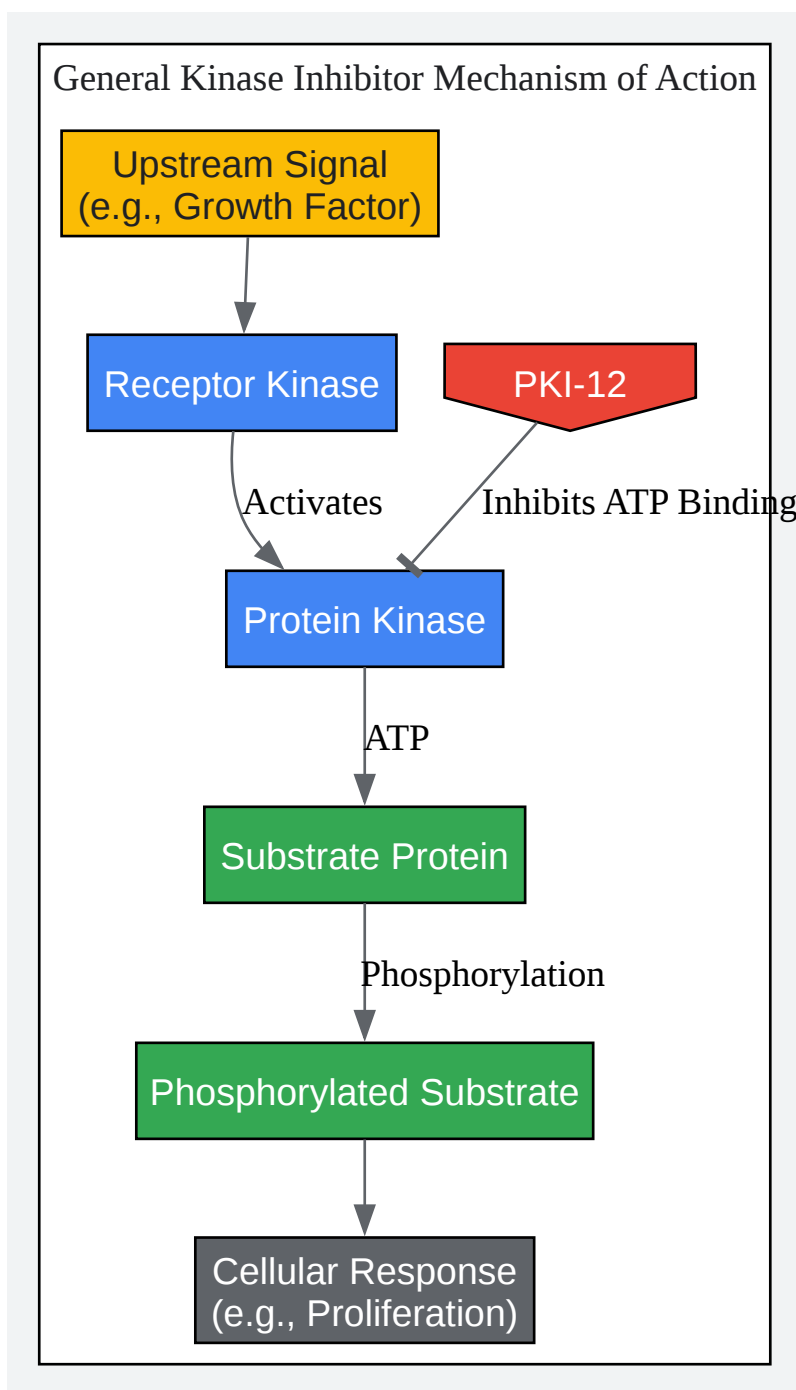 General Kinase Inhibitor Mechanism of Action
Upstream Signal
(e.g., Growth Factor)
Receptor Kinase
PKI-12
Activates
Inhibits ATP Binding
Protein Kinase
ATP
Substrate Protein
Phosphorylation
Phosphorylated Substrate
Cellular Response
(e.g., Proliferation)